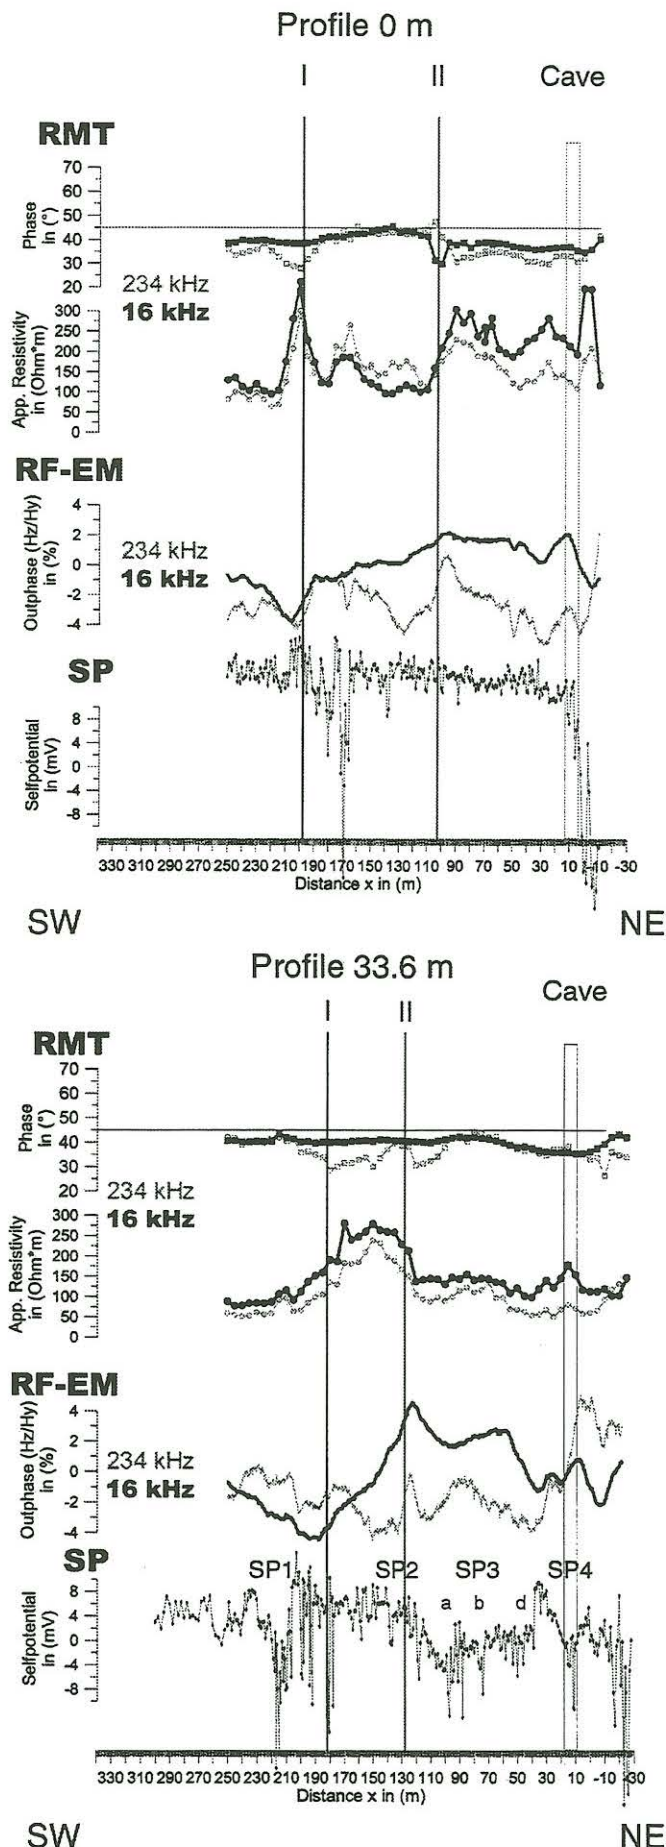 Profile 0 m
I II Cave
RMT
70
60
50
40
30
20
Phase
in (°)
234 kHz
16 kHz
300
250
200
150
100
50
0
App. Resistivity
in (Ohm*m)
RF-EM
4
2
0
-2
-4
Outphase (Hz/Hy)
in (%)
234 kHz
16 kHz
SP
8
4
0
-4
-8
Selfpotential
in (mV)
330 310 290 270 250 230 210 190 170 150 130 110 90 70 50 30 10 -10 -30
Distance x in (m)
SW NE
Profile 33.6 m
I II Cave
RMT
70
60
50
40
30
20
Phase
in (°)
234 kHz
16 kHz
300
250
200
150
100
50
0
App. Resistivity
in (Ohm*m)
RF-EM
4
2
0
-2
-4
Outphase (Hz/Hy)
in (%)
234 kHz
16 kHz
SP
SP1 SP2 SP3 SP4
a b d
8
4
0
-4
-8
Selfpotential
in (mV)
330 310 290 270 250 230 210 190 170 150 130 110 90 70 50 30 10 -10 -30
Distance x in (m)
SW NE